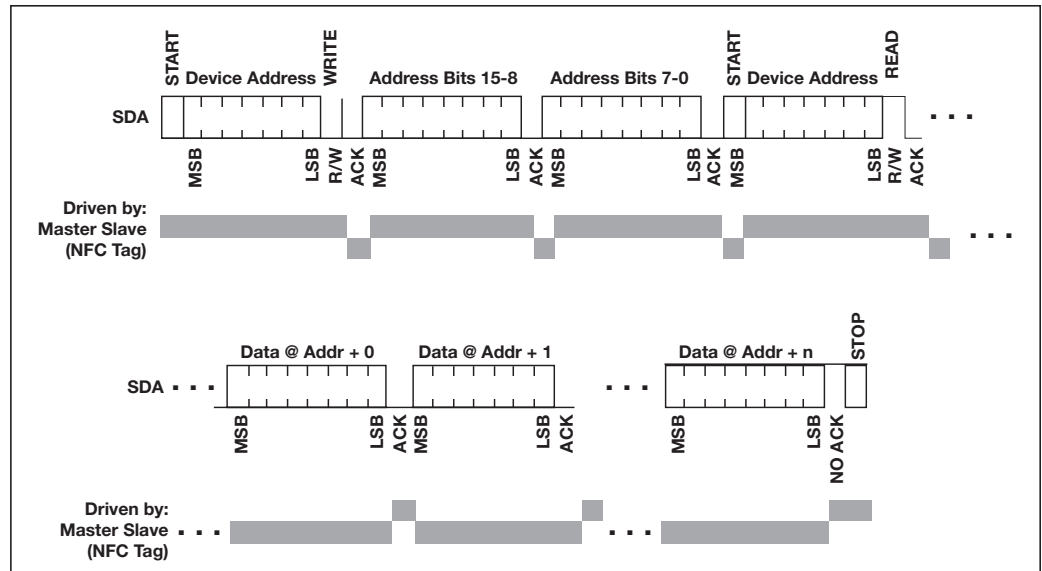 START
WRITE
START
READ
Device Address
Address Bits 15-8
Address Bits 7-0
Device Address
SDA
. . .
MSB
LSB
R/W
ACK
MSB
LSB
ACK
MSB
LSB
ACK
MSB
LSB
R/W
ACK
Driven by:
Master Slave
(NFC Tag)
. . .
STOP
Data @ Addr + 0
Data @ Addr + 1
Data @ Addr + n
SDA . . .
. . .
MSB
LSB
ACK
MSB
LSB
ACK
MSB
LSB
NO ACK
Driven by:
Master Slave . . .
(NFC Tag)
. . .